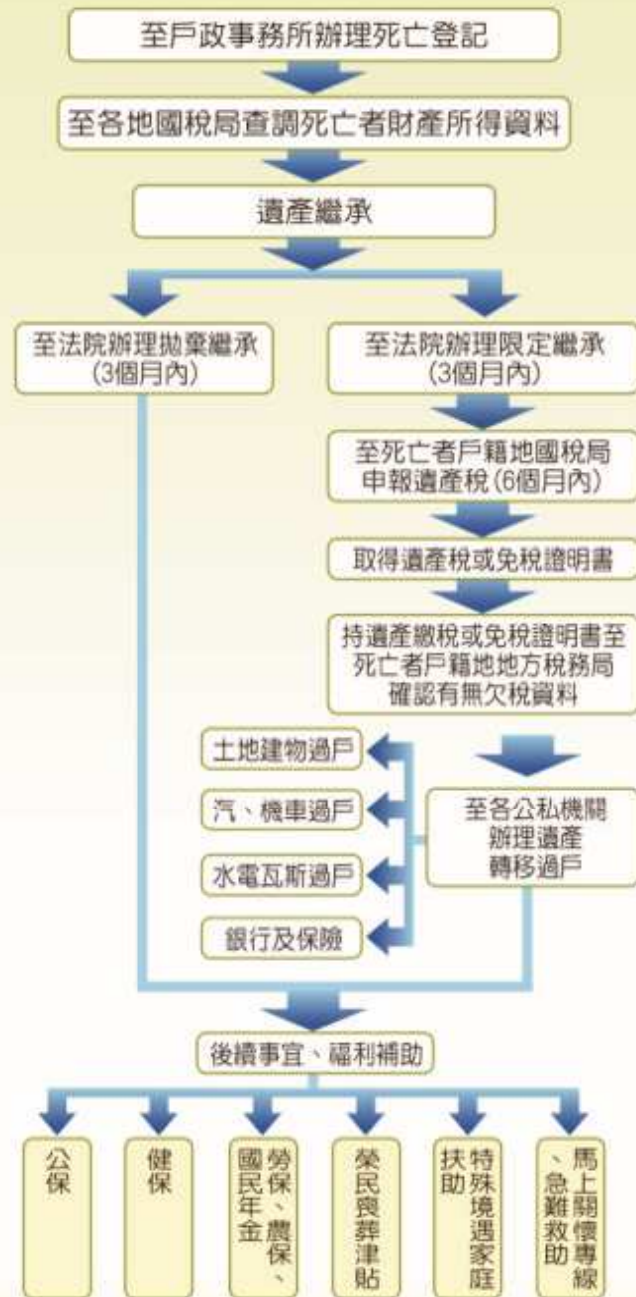 至戶政事務所辦理死亡登記
至各地國稅局查調死亡者財產所得資料
遺產繼承
至法院辦理拋棄繼承
(3個月內)
至法院辦理限定繼承
(3個月內)
至死亡者戶籍地國稅局
申報遺產稅(6個月內)
取得遺產稅或免稅證明書
持遺產繳稅或免稅證明書至
死亡者戶籍地地方稅務局
確認有無欠稅資料
至各公私機關
辦理遺產
轉移過戶
土地建物過戶
汽、機車過戶
水電瓦斯過戶
銀行及保險
後續事宜、福利補助
公保
健保
勞保、農保、
國民年金
榮民喪葬津貼
特殊境遇家庭
扶助
馬上關懷專線
、急難救助